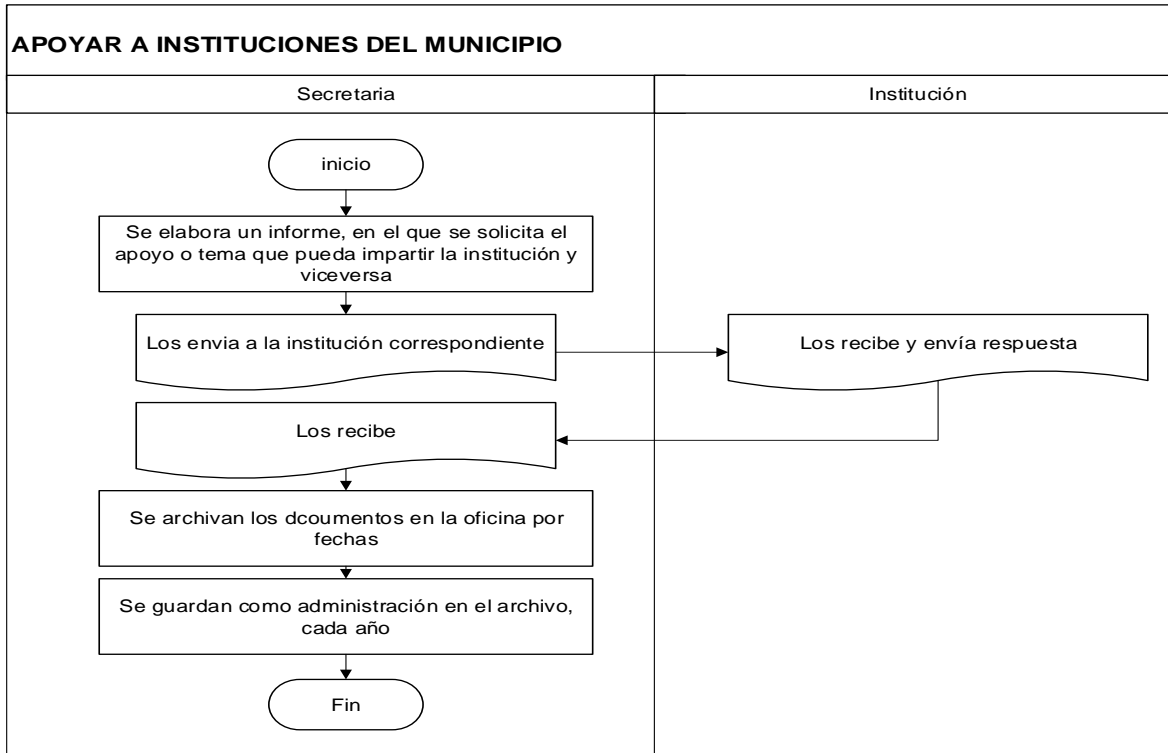 APOYAR A INSTITUCIONES DEL MUNICIPIO
Secretaria
Institución
inicio
Se elabora un informe, en el que se solicita el
apoyo o tema que pueda impartir la institución y
viceversa
Los envia a la institución correspondiente
Los recibe y envía respuesta
Los recibe
Se archivan los dcoumentos en la oficina por
fechas
Se guardan como administración en el archivo,
cada año
Fin